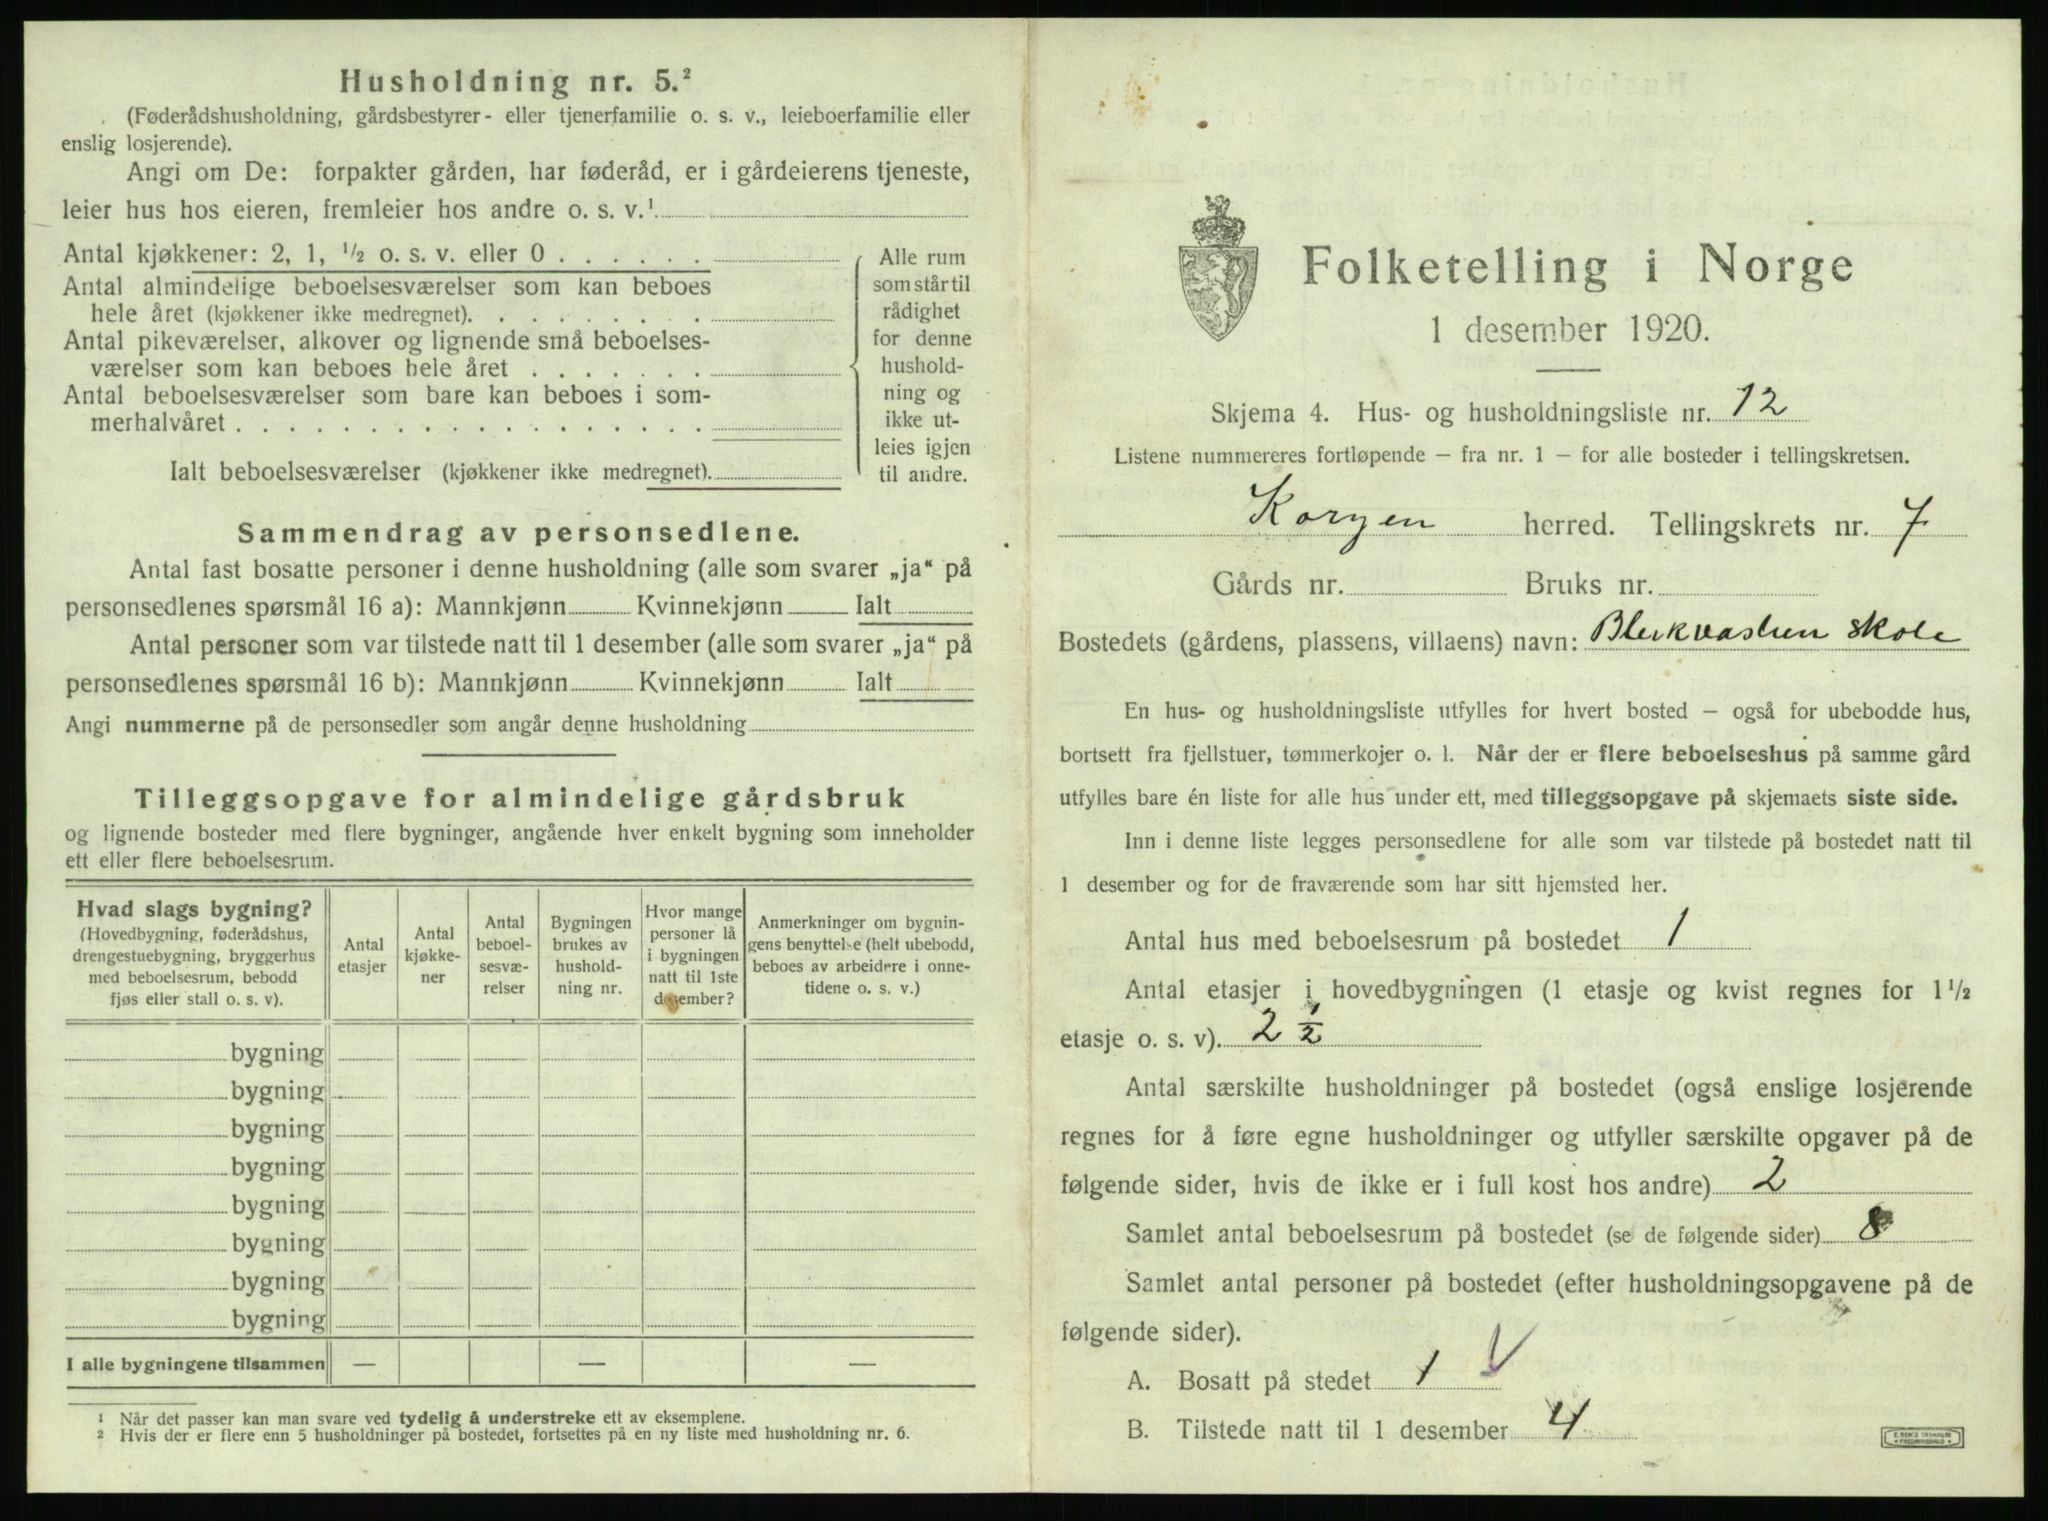 Husholdning nr. 5.²
(Føderådshusholdning, gårdsbestyrer- eller tjenerfamilie o. s. v., leieboerfamilie eller
enslig losjerende).
Angi om De: forpakter gården, har føderåd, er i gårdeierens tjeneste,
leier hus hos eieren, fremleier hos andre o. s. v.¹
Antal kjøkkener: 2, 1, ½ o. s. v. eller 0 . . . . . .
Antal almindelige beboelsesværelser som kan beboes
hele året (kjøkkener ikke medregnet). . . . . . . . .
Antal pikeværelser, alkover og lignende små beboelses-
værelser som kan beboes hele året . . . . . . .
Antal beboelsesværelser som bare kan beboes i som-
merhalvåret . . . . . . . . . . . . . . . . . .
Ialt beboelsesværelser (kjøkkener ikke medregnet).
Alle rum
som står til
rådighet
for denne
hushold-
ning og
ikke ut-
leies igjen
til andre.
Sammendrag av personsedlene.
Antal fast bosatte personer i denne husholdning (alle som svarer „ja“ på
personsedlenes spørsmål 16 a): Mannkjønn Kvinnekjønn Ialt
Antal personer som var tilstede natt til 1 desember (alle som svarer „ja“ på
personsedlenes spørsmål 16 b): Mannkjønn Kvinnekjønn Ialt
Angi nummerne på de personsedler som angår denne husholdning
Tilleggsopgave for almindelige gårdsbruk
og lignende bosteder med flere bygninger, angående hver enkelt bygning som inneholder
ett eller flere beboelsesrum.
Hvad slags bygning?
(Hovedbygning, føderådshus,
drengestuebygning, bryggerhus
med beboelsesrum, bebodd
fjøs eller stall o. s. v).
Antal
etasjer
Antal
kjøkke-
ner
Antal
beboel-
sesvæ-
relser
Bygningen
brukes av
hushold-
ning nr.
Hvor mange
personer lå
i bygningen
natt til 1ste
desember?
Anmerkninger om bygnin-
gens benyttelse (helt ubebodd,
beboes av arbeidere i onne-
tidene o. s. v.)
bygning
bygning
bygning
bygning
bygning
bygning
bygning
bygning
I alle bygningene tilsammen — — —
¹ Når det passer kan man svare ved tydelig å understreke ett av eksemplene.
² Hvis der er flere enn 5 husholdninger på bostedet, fortsettes på en ny liste med husholdning nr. 6.
Folketelling i Norge
1 desember 1920.
Skjema 4. Hus- og husholdningsliste nr. 12
Listene nummereres fortløpende – fra nr. 1 – for alle bosteder i tellingskretsen.
Korgen herred. Tellingskrets nr. 7
Gårds nr. Bruks nr.
Bostedets (gårdens, plassens, villaens) navn: skole
En hus- og husholdningsliste utfylles for hvert bosted – også for ubebodde hus,
bortsett fra fjellstuer, tømmerkojer o. l. Når der er flere beboelseshus på samme gård
utfylles bare én liste for alle hus under ett, med tilleggsopgave på skjemaets siste side.
Inn i denne liste legges personsedlene for alle som var tilstede på bostedet natt til
1 desember og for de fraværende som har sitt hjemsted her.
Antal hus med beboelsesrum på bostedet 1
Antal etasjer i hovedbygningen (1 etasje og kvist regnes for 1 ½
etasje o. s. v). 2 ½
Antal særskilte husholdninger på bostedet (også enslige losjerende
regnes for å føre egne husholdninger og utfyller særskilte opgaver på de
følgende sider, hvis de ikke er i full kost hos andre) 2
Samlet antal beboelsesrum på bostedet (se de følgende sider) 8
Samlet antal personer på bostedet (efter husholdningsopgavene på de
følgende sider).
A. Bosatt på stedet 1 V
B. Tilstede natt til 1 desember 4